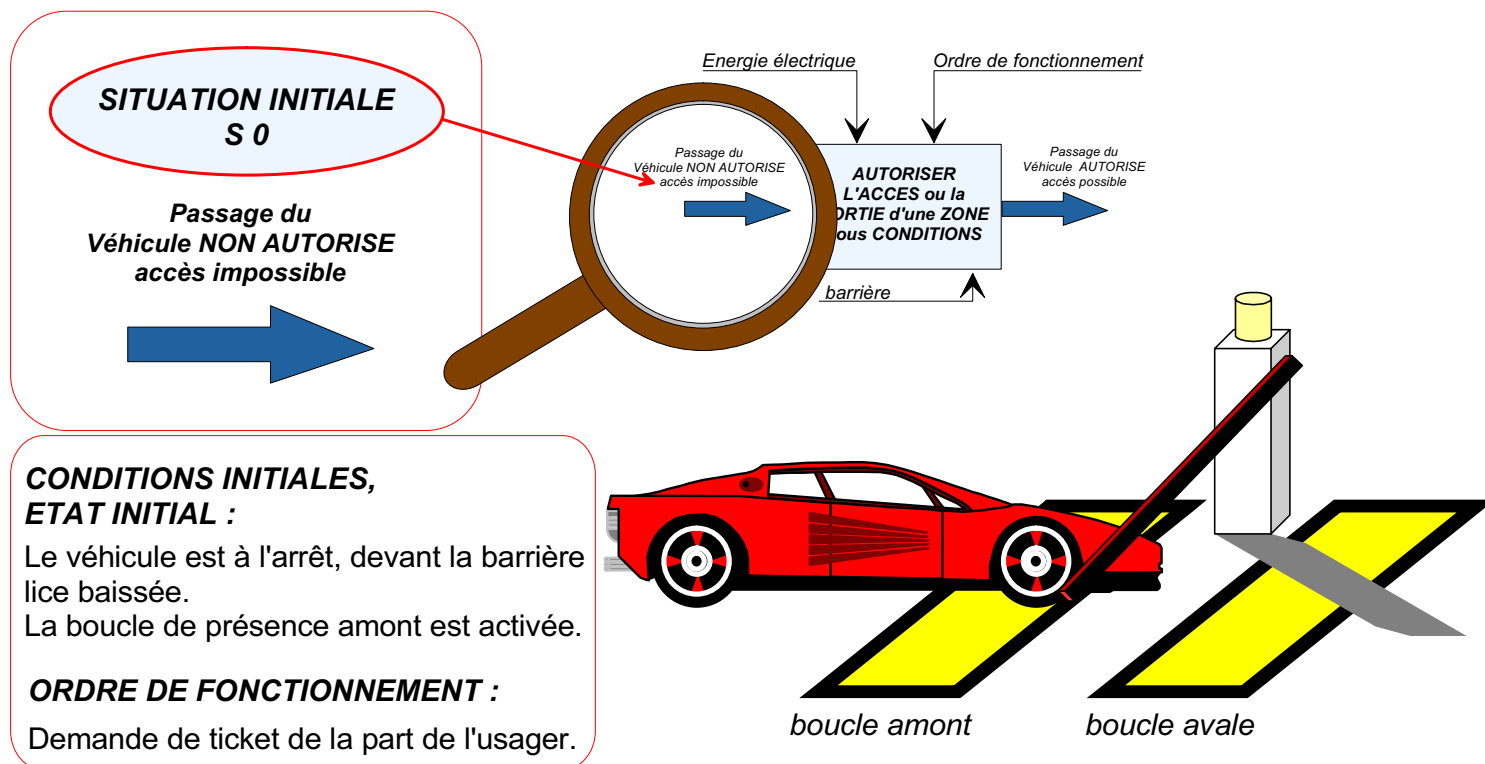 SITUATION INITIALE
S 0
Passage du
Véhicule NON AUTORISE
accès impossible
Energie électrique
Ordre de fonctionnement
Passage du
Véhicule NON AUTORISE
accès impossible
AUTORISER
L'ACCES ou la
ORTIE d'une ZONE
ous CONDITIONS
Passage du
Véhicule AUTORISE
accès possible
barrière
CONDITIONS INITIALES,
ETAT INITIAL :
Le véhicule est à l'arrêt, devant la barrière
lice baissée.
La boucle de présence amont est activée.
ORDRE DE FONCTIONNEMENT :
Demande de ticket de la part de l'usager.
boucle amont
boucle avale